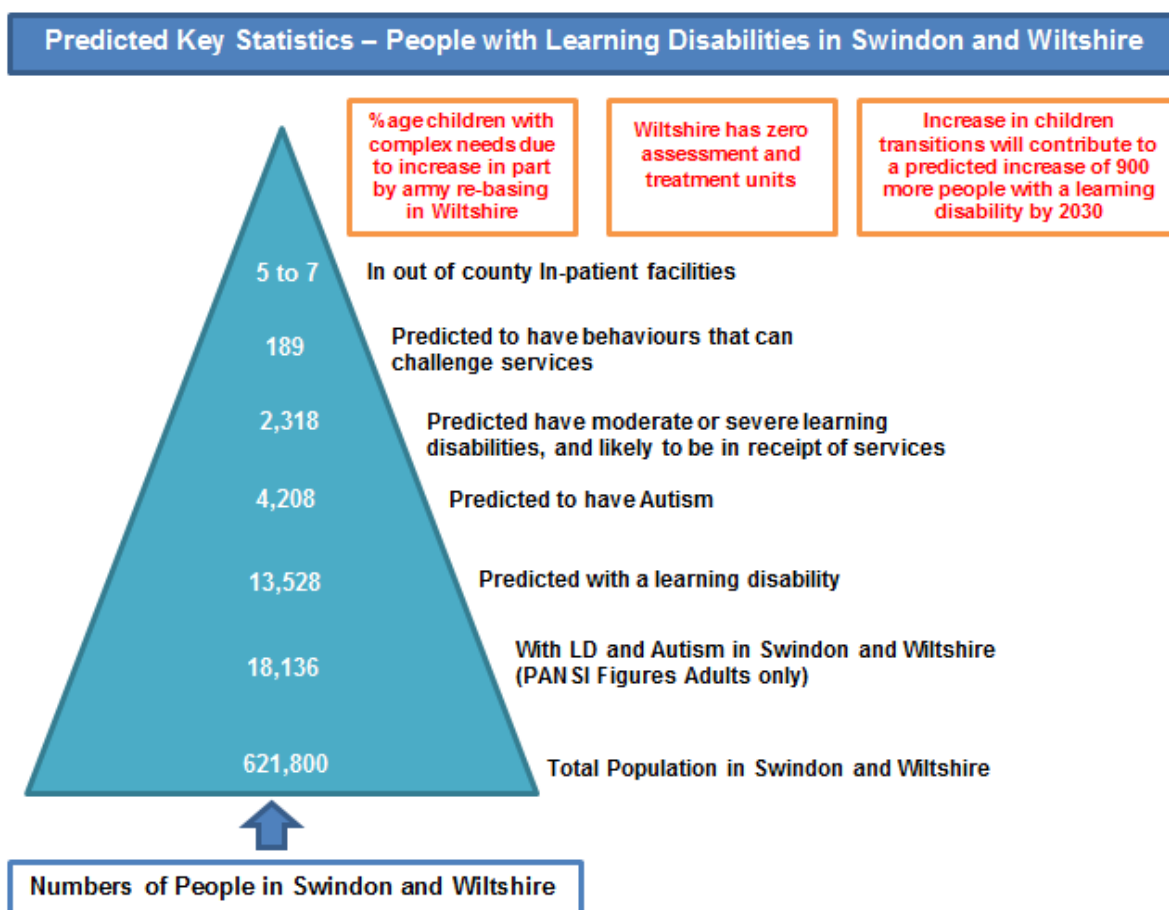 Predicted Key Statistics – People with Learning Disabilities in Swindon and Wiltshire
%age children with
complex needs due
to increase in part
by army re-basing
in Wiltshire
Wiltshire has zero
assessment and
treatment units
Increase in children
transitions will contribute to
a predicted increase of 900
more people with a learning
disability by 2030
5 to 7
In out of county In-patient facilities
189
Predicted to have behaviours that can
challenge services
2,318
Predicted have moderate or severe learning
disabilities, and likely to be in receipt of services
4,208
Predicted to have Autism
13,528
Predicted with a learning disability
18,136
With LD and Autism in Swindon and Wiltshire
(PANSI Figures Adults only)
621,800
Total Population in Swindon and Wiltshire
Numbers of People in Swindon and Wiltshire